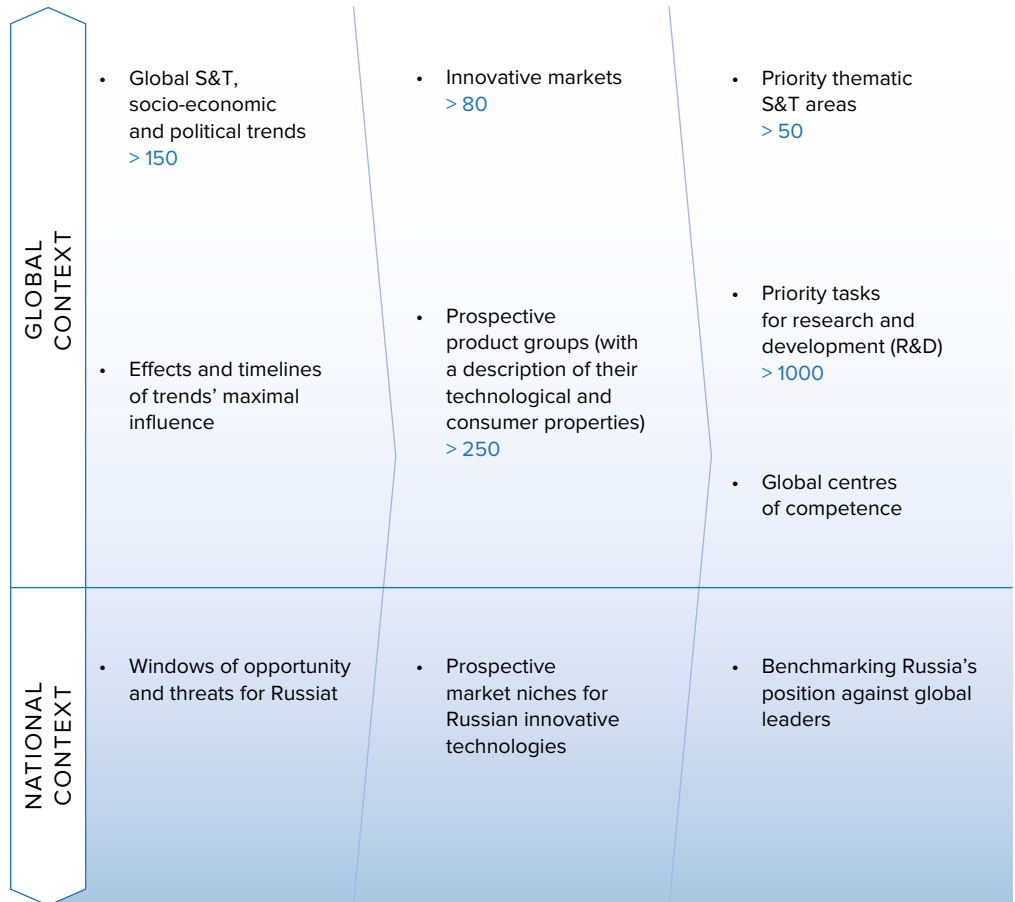 GLOBAL
CONTEXT
• Global S&T,
socio-economic
and political trends
> 150
• Effects and timelines
of trends’ maximal
influence
• Innovative markets
> 80
• Prospective
product groups (with
a description of their
technological and
consumer properties)
> 250
• Priority thematic
S&T areas
> 50
• Priority tasks
for research and
development (R&D)
> 1000
• Global centres
of competence
NATIONAL
CONTEXT
• Windows of opportunity
and threats for Russiat
• Prospective
market niches for
Russian innovative
technologies
• Benchmarking Russia’s
position against global
leaders